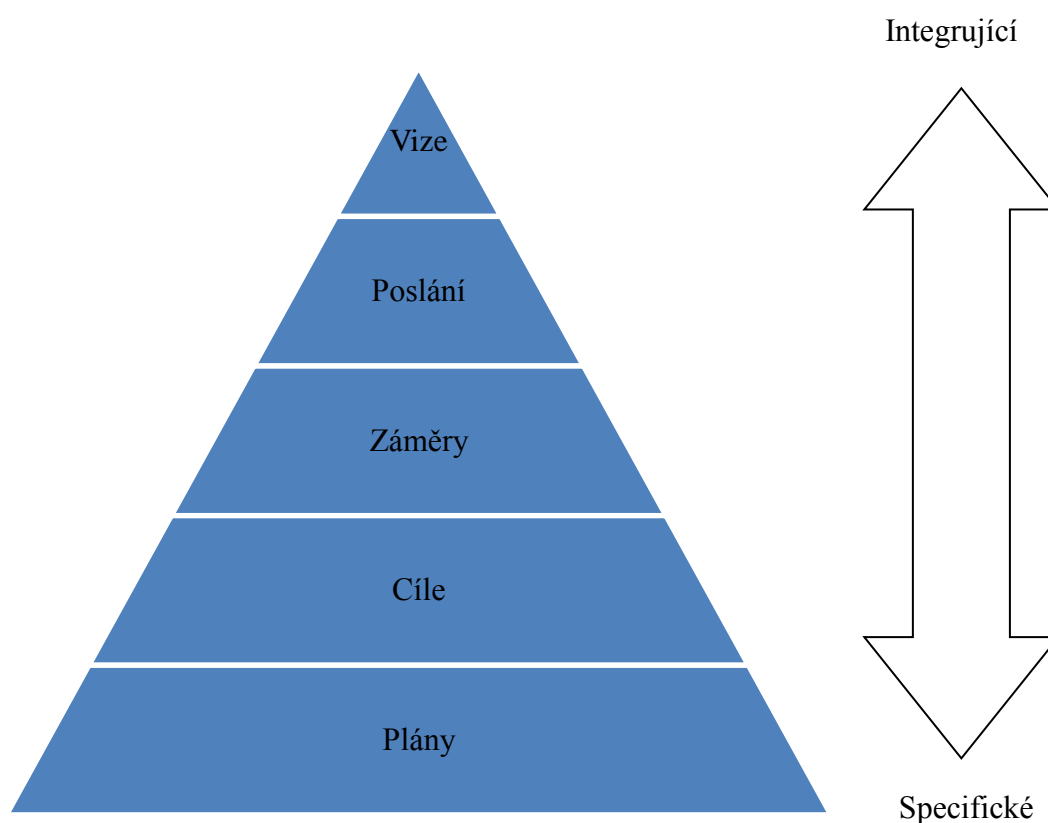 Integrující
Vize
Poslání
Záměry
Cíle
Plány
Specifické